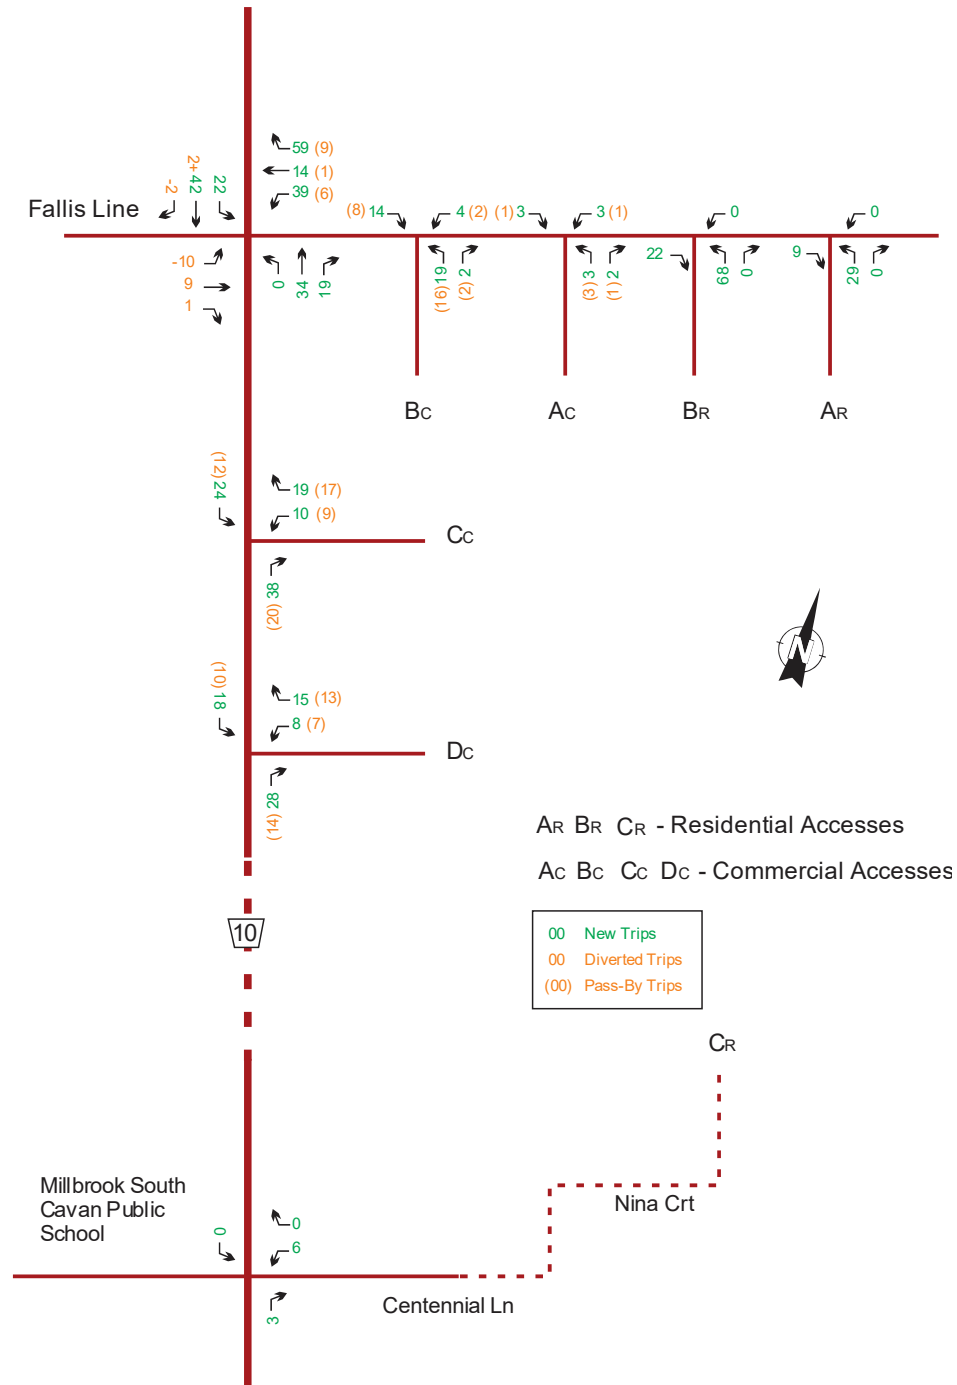 59 (9)
14 (1)
39 (6)
-2
2+42
22
Fallis Line
(8) 14
4 (2)
(1) 3
3 (1)
0
0
-10
9
1
0
34
19
(16) 19
(2) 2
(3) 3
(1) 2
22
68
0
9
29
0
BC
AC
BR
AR
(12) 24
19 (17)
10 (9)
CC
(20) 38
N
(10) 18
15 (13)
8 (7)
DC
(14) 28
AR BR CR - Residential Accesses
AC BC CC DC - Commercial Accesses
10
00 New Trips
00 Diverted Trips
(00) Pass-By Trips
CR
Millbrook South
Cavan Public
School
Nina Crt
0
0
6
Centennial Ln
3